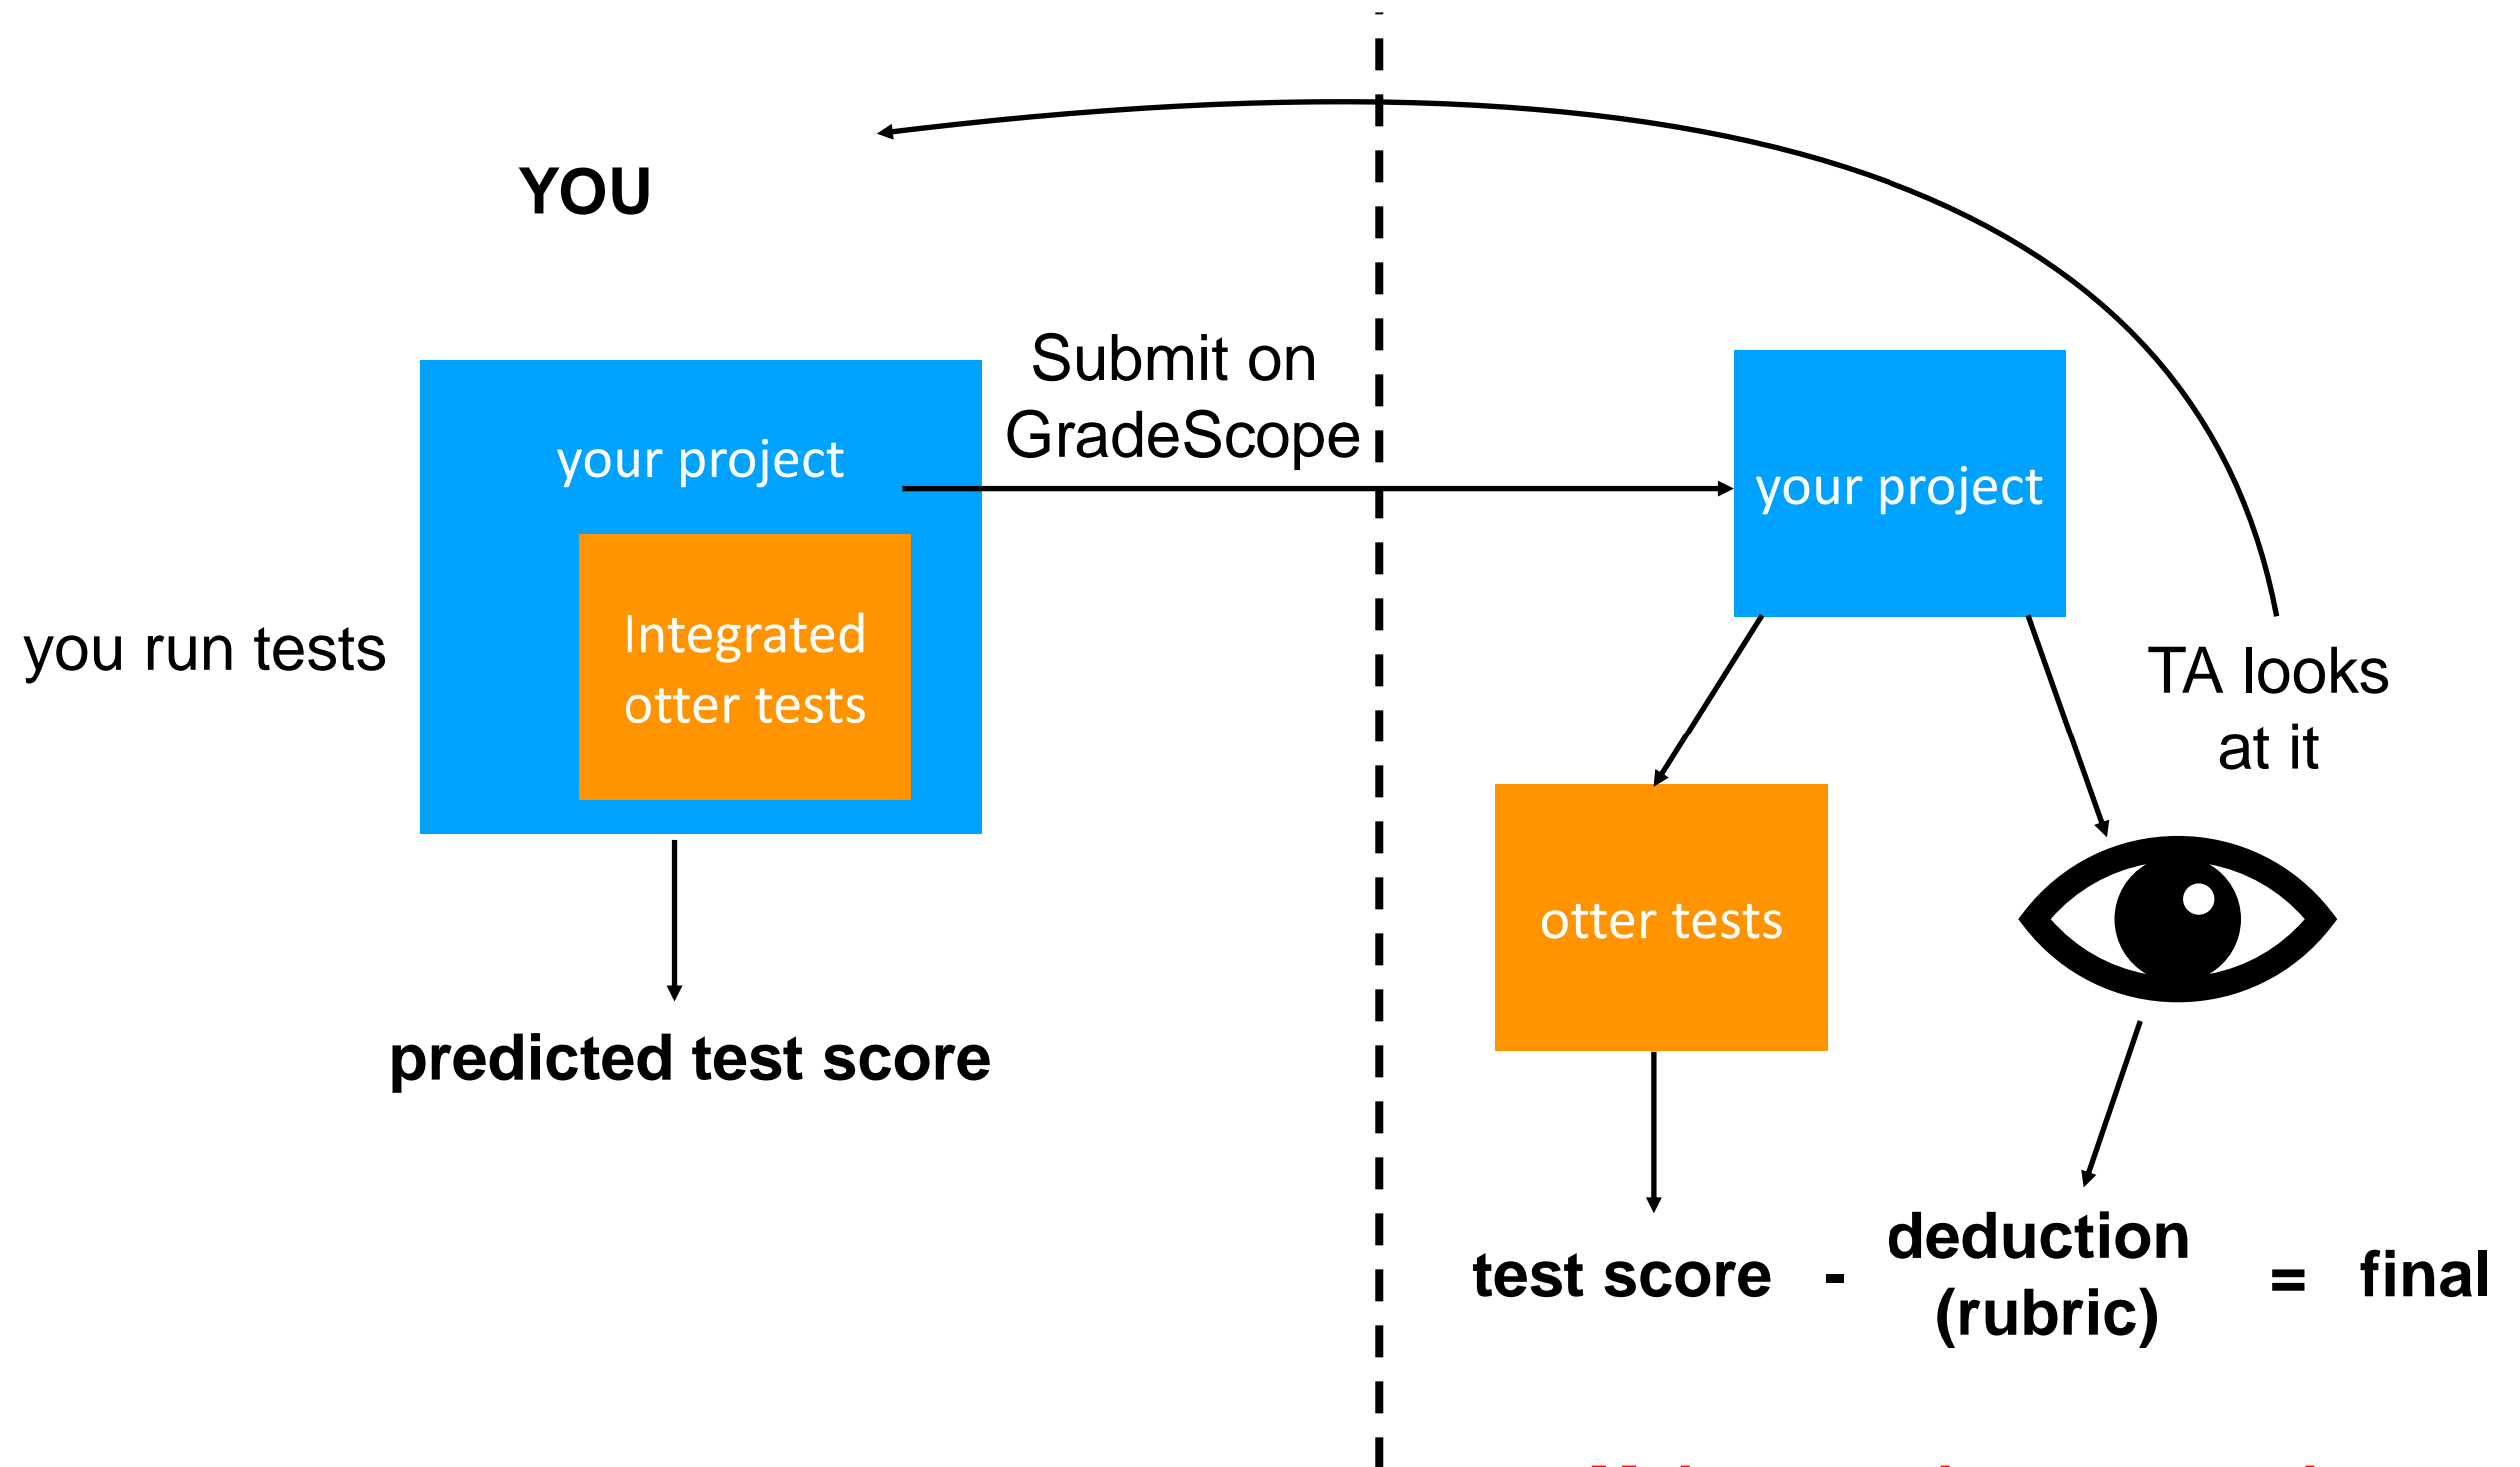 YOU
Submit on
GradeScope
your project
your project
Integrated
otter tests
you run tests
TA looks
at it
otter tests
predicted test score
test score - deduction = final
(rubric)